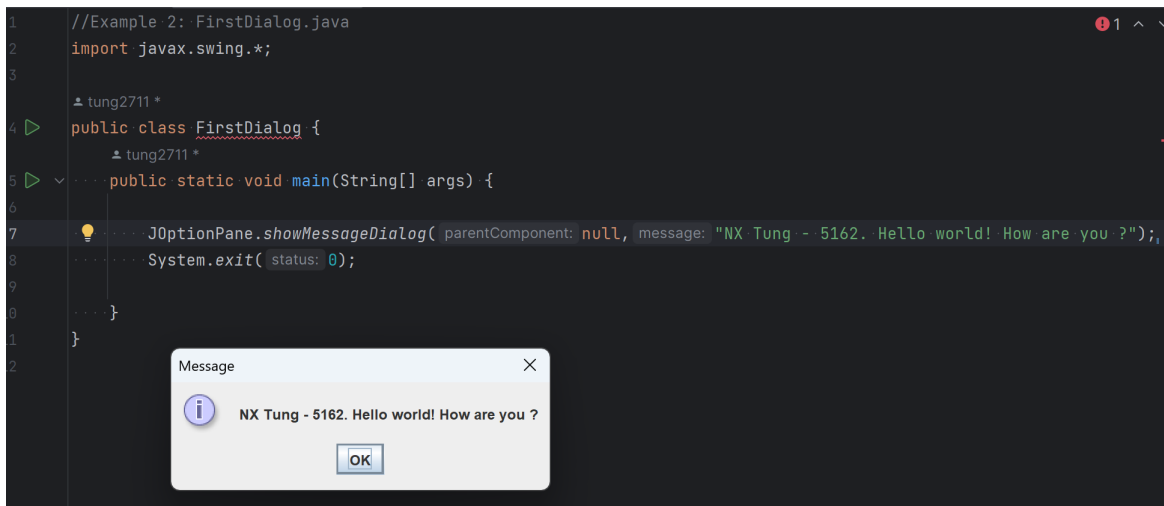 1 //Example 2: FirstDialog.java
1
2 import javax.swing.*;
3
tung2711 *
4 public class FirstDialog {
tung2711 *
5 public static void main(String[] args) {
6
7 JOptionPane.showMessageDialog( parentComponent: null, message: "NX Tung - 5162. Hello world! How are you ?");
8 System.exit( status: 0);
9
0 }
1 }
2
Message
NX Tung - 5162. Hello world! How are you ?
OK